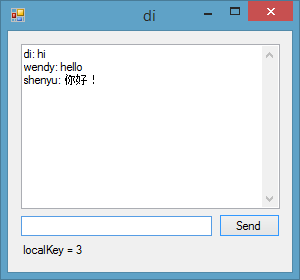 di
di: hi
wendy: hello
shenyu: 你好！
Send
localKey = 3